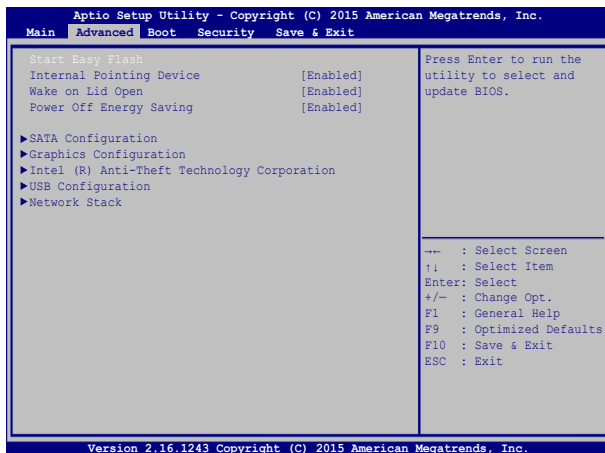 Aptio Setup Utility - Copyright (C) 2015 American Megatrends, Inc.
Main Advanced Boot Security Save & Exit
Start Easy Flash
Internal Pointing Device [Enabled]
Wake on Lid Open [Enabled]
Power Off Energy Saving [Enabled]
▶SATA Configuration
▶Graphics Configuration
▶Intel (R) Anti-Theft Technology Corporation
▶USB Configuration
▶Network Stack
Press Enter to run the
utility to select and
update BIOS.
→← : Select Screen
↑↓ : Select Item
Enter: Select
+/— : Change Opt.
F1 : General Help
F9 : Optimized Defaults
F10 : Save & Exit
ESC : Exit
Version 2.16.1243 Copyright (C) 2015 American Megatrends, Inc.